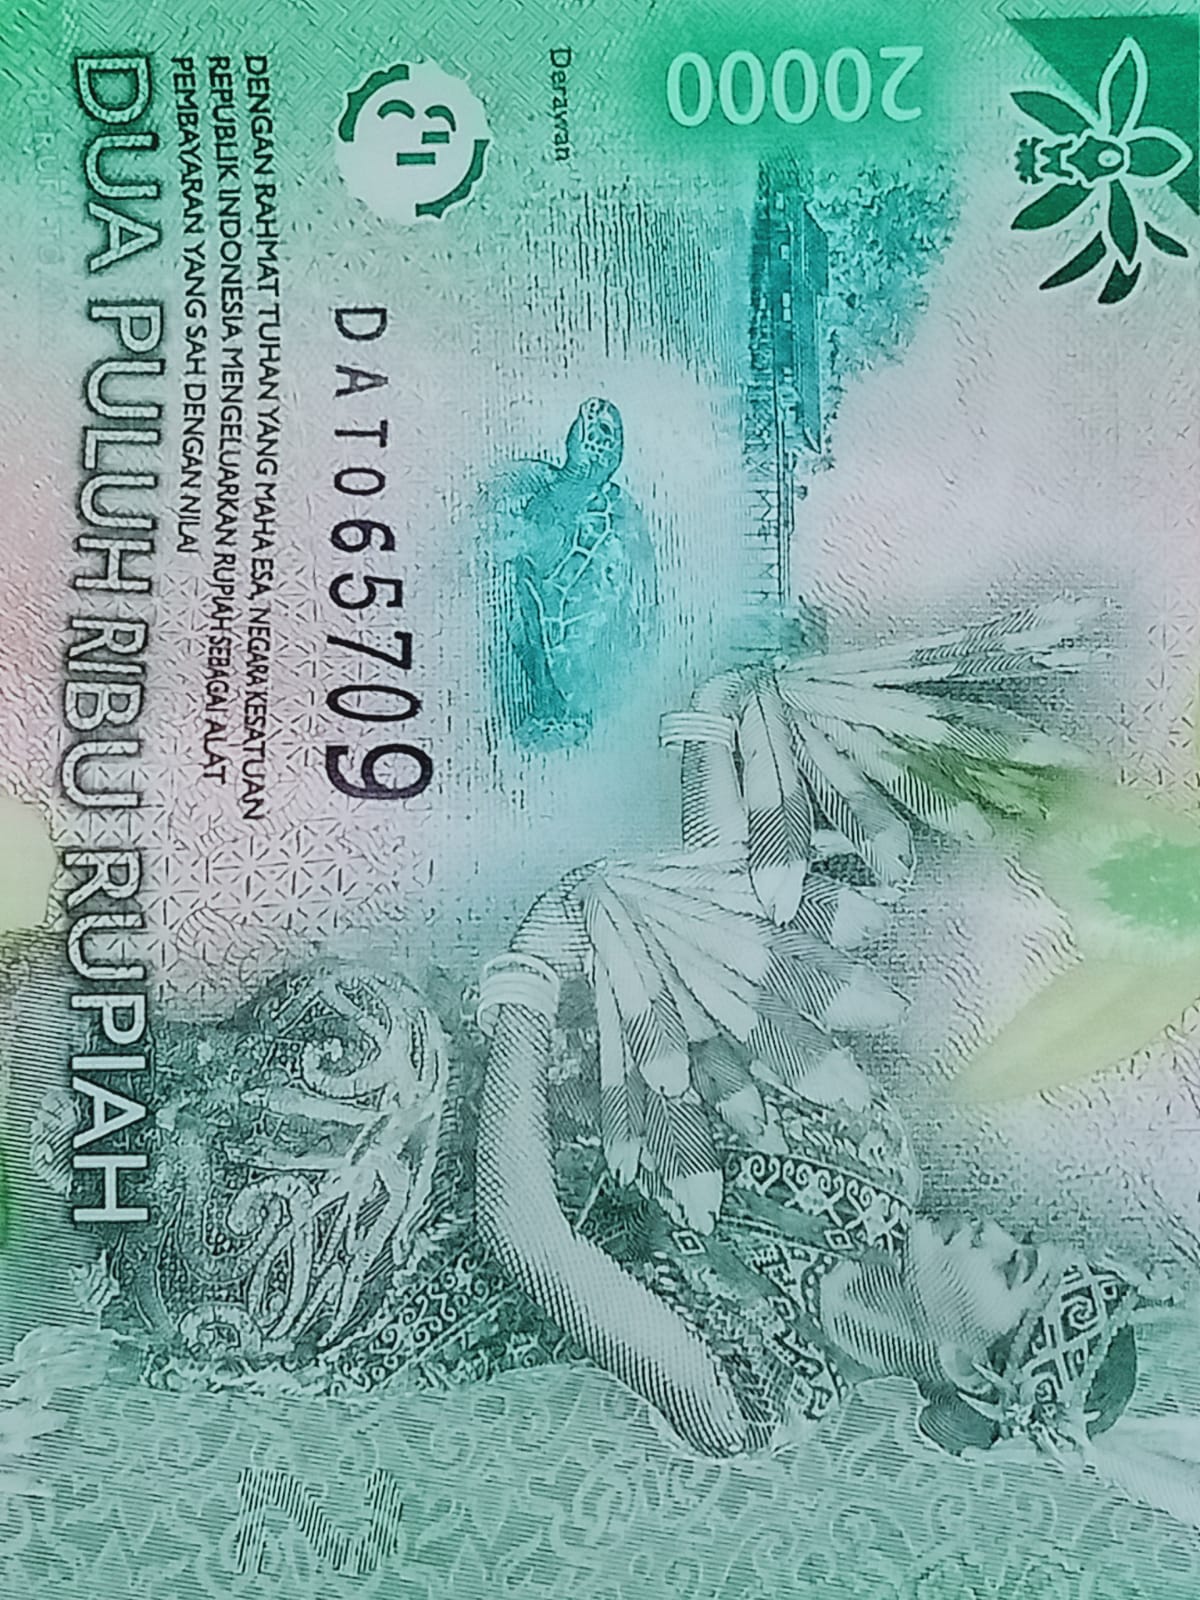 20000
Derawan
DAT065709
DENGAN RAHMAT TUHAN YANG MAHA ESA, NEGARA KESATUAN
REPUBLIK INDONESIA MENGELUARKAN RUPIAH SEBAGAI ALAT
PEMBAYARAN YANG SAH DENGAN NILAI
DUA PULUH RIBU RUPIAH
2